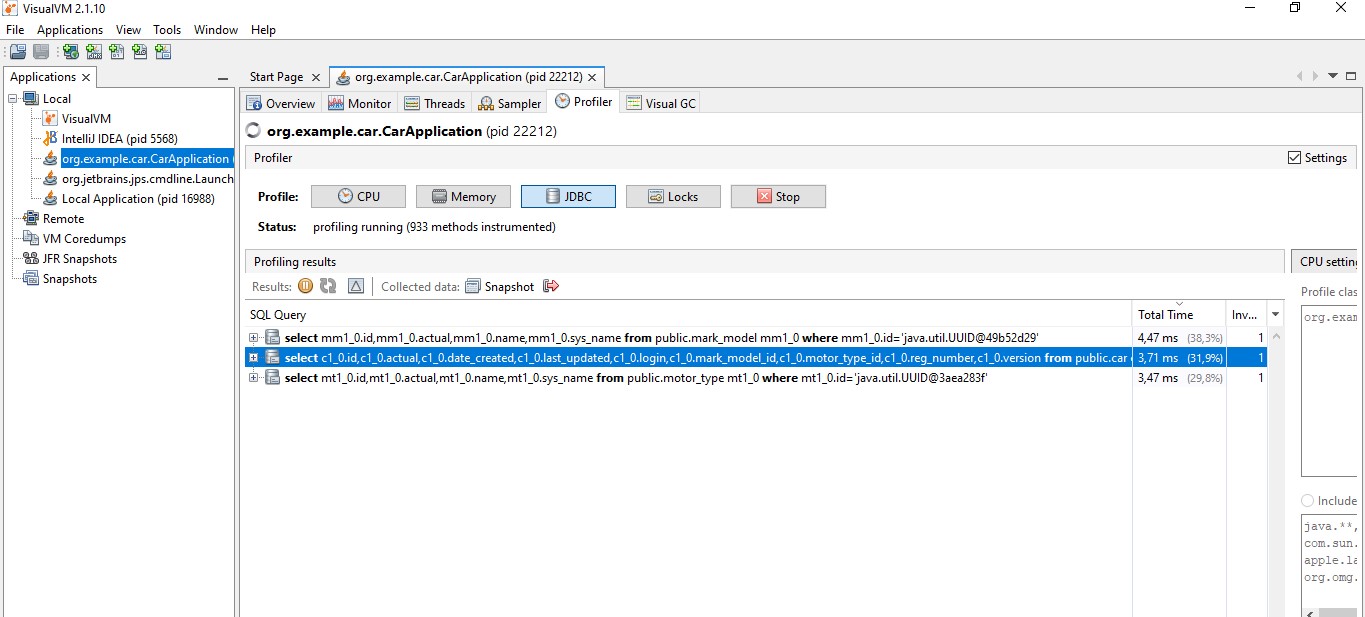 VisualVM 2.1.10
File Applications View Tools Window Help
Applications
Start Page
org.example.car.CarApplication (pid 22212)
Local
VisualVM
IntelliJ IDEA (pid 5568)
org.example.car.CarApplication (
org.jetbrains.jps.cmdline.Launch
Local Application (pid 16988)
Remote
VM Coredumps
JFR Snapshots
Snapshots
Overview Monitor Threads Sampler Profiler Visual GC
org.example.car.CarApplication (pid 22212)
Profiler Settings
Profile: CPU Memory JDBC Locks Stop
Status: profiling running (933 methods instrumented)
Profiling results
Results: Collected data: Snapshot
SQL Query Total Time Inv...
select mm1_0.id,mm1_0.actual,mm1_0.name,mm1_0.sys_name from public.mark_model mm1_0 where mm1_0.id='java.util.UUID@49b52d29' 4,47 ms (38,3%) 1
select c1_0.id,c1_0.actual,c1_0.date_created,c1_0.last_updated,c1_0.login,c1_0.mark_model_id,c1_0.motor_type_id,c1_0.reg_number,c1_0.version from public.car 3,71 ms (31,9%) 1
select mt1_0.id,mt1_0.actual,mt1_0.name,mt1_0.sys_name from public.motor_type mt1_0 where mt1_0.id='java.util.UUID@3aea283f' 3,47 ms (29,8%) 1
CPU setting
Profile clas
org.exam
Include
java.**,
com.sun.
apple.la
org.omg.